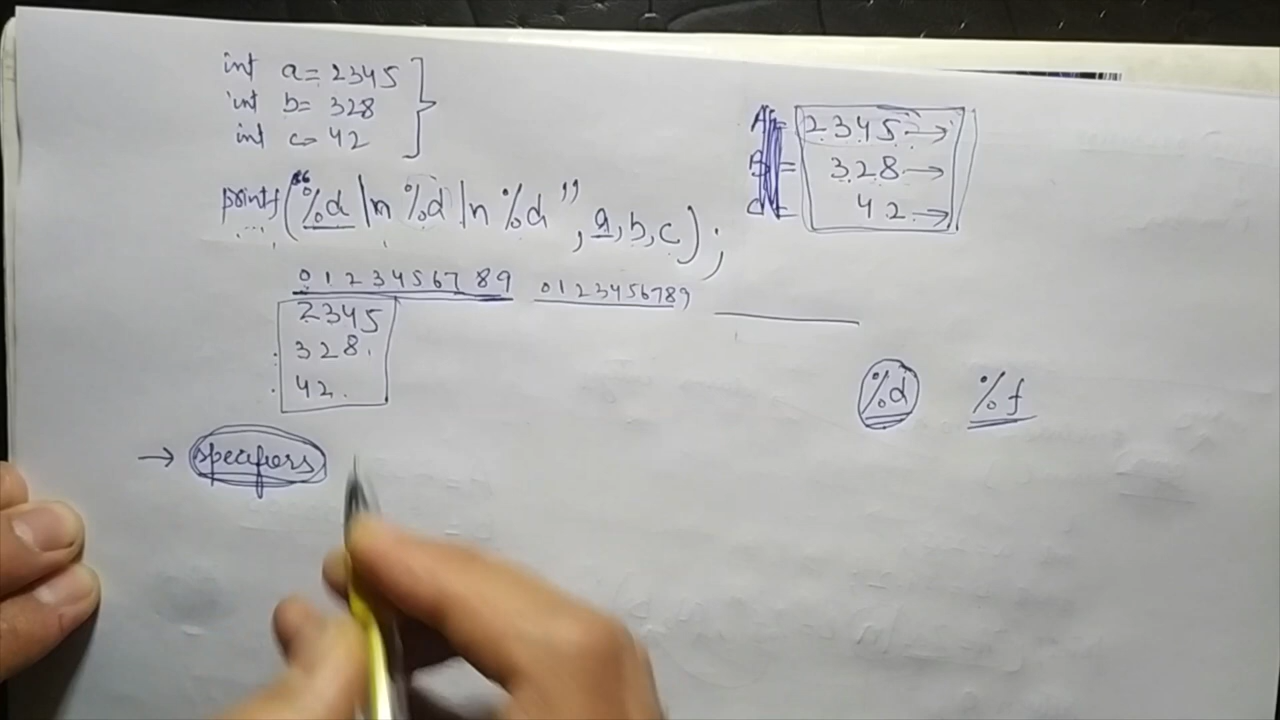 int a = 2345
int b = 328
int c = 42
printf("%d \n %d \n %d", a, b, c);
0 1 2 3 4 5 6 7 8 9 0 1 2 3 4 5 6 7 8 9
2345
328
42
→ specifiers
A = 2345 →
B = 328 →
C = 42 →
%d %f